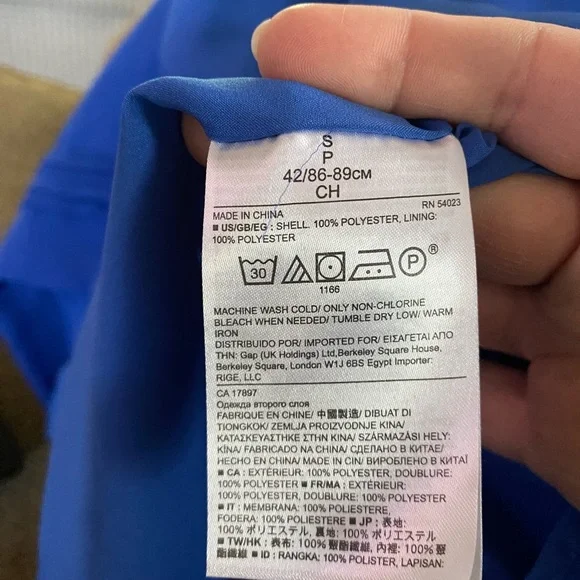 S
P
42/86-89CM
CH
MADE IN CHINA RN 54023
■ US/GB/EG : SHELL. 100% POLYESTER, LINING:
100% POLYESTER
30 P ®
1166
MACHINE WASH COLD/ ONLY NON-CHLORINE
BLEACH WHEN NEEDED/ TUMBLE DRY LOW/ WARM
IRON
DISTRIBUIDO POR/ IMPORTED FOR/ ΕΙΣΑΓΕΤΑΙ ΑΠΟ
ΤΗΝ: Gap (UK Holdings) Ltd,Berkeley Square House,
Berkeley Square, London W1J 6BS Egypt Importer:
RIGE, LLC
CA 17897
Одежда второго слоя
FABRIQUE EN CHINE/ 中國製造/ DIBUAT DI
TIONGKOK/ ZEMLJA PROIZVODNJE KINA/
ΚΑΤΑΣΚΕΥΑΣΤΗΚΕ ΣΤΗΝ ΚΙΝΑ/ SZÁRMAZÁSI HELY:
KÍNA/ FABRICADO NA CHINA/ СДЕЛАНО В КИТАЕ/
HECHO EN CHINA/ MADE IN CIN/ ВИРОБЛЕНО В КИТАЇ
■ CA : EXTÉRIEUR: 100% POLYESTER, DOUBLURE:
100% POLYESTER ■ FR/MA : EXTÉRIEUR:
100% POLYESTER, DOUBLURE: 100% POLYESTER
■ IT : MEMBRANA: 100% POLIESTERE,
FODERA: 100% POLIESTERE ■ JP : 表地:
100% ポリエステル, 裏地: 100% ポリエステル
■ TW/HK : 表布: 100%聚酯纖維, 內裡: 100%
聚酯纖維 ■ ID : RANGKA: 100% POLISTER, LAPISAN: